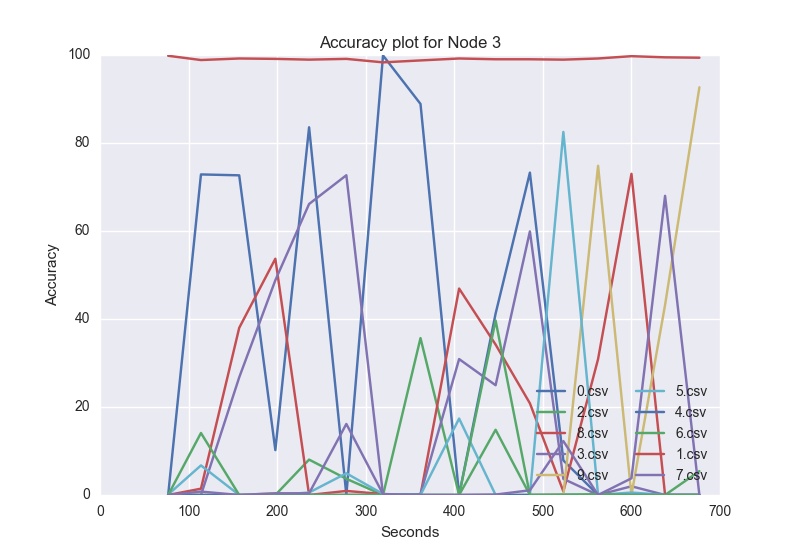 Accuracy plot for Node 3
100
80
60
40
20
0
Accuracy
0.csv
2.csv
8.csv
3.csv
9.csv
5.csv
4.csv
6.csv
1.csv
7.csv
0 100 200 300 400 500 600 700
Seconds